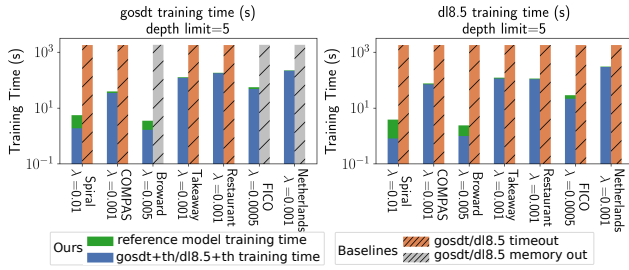 gosdt training time (s)
depth limit=5
Training Time (s)
10³
10¹
10⁻¹
Spiral
λ =0.01
COMPAS
λ =0.001
Broward
λ =0.005
Takeaway
λ =0.001
Restaurant
λ =0.001
FICO
λ =0.0005
Netherlands
λ =0.001
dl8.5 training time (s)
depth limit=5
Training Time (s)
10³
10¹
10⁻¹
Spiral
λ =0.01
COMPAS
λ =0.001
Broward
λ =0.005
Takeaway
λ =0.001
Restaurant
λ =0.001
FICO
λ =0.0005
Netherlands
λ =0.001
Ours
reference model training time
gosdt+th/dl8.5+th training time
Baselines
gosdt/dl8.5 timeout
gosdt/dl8.5 memory out